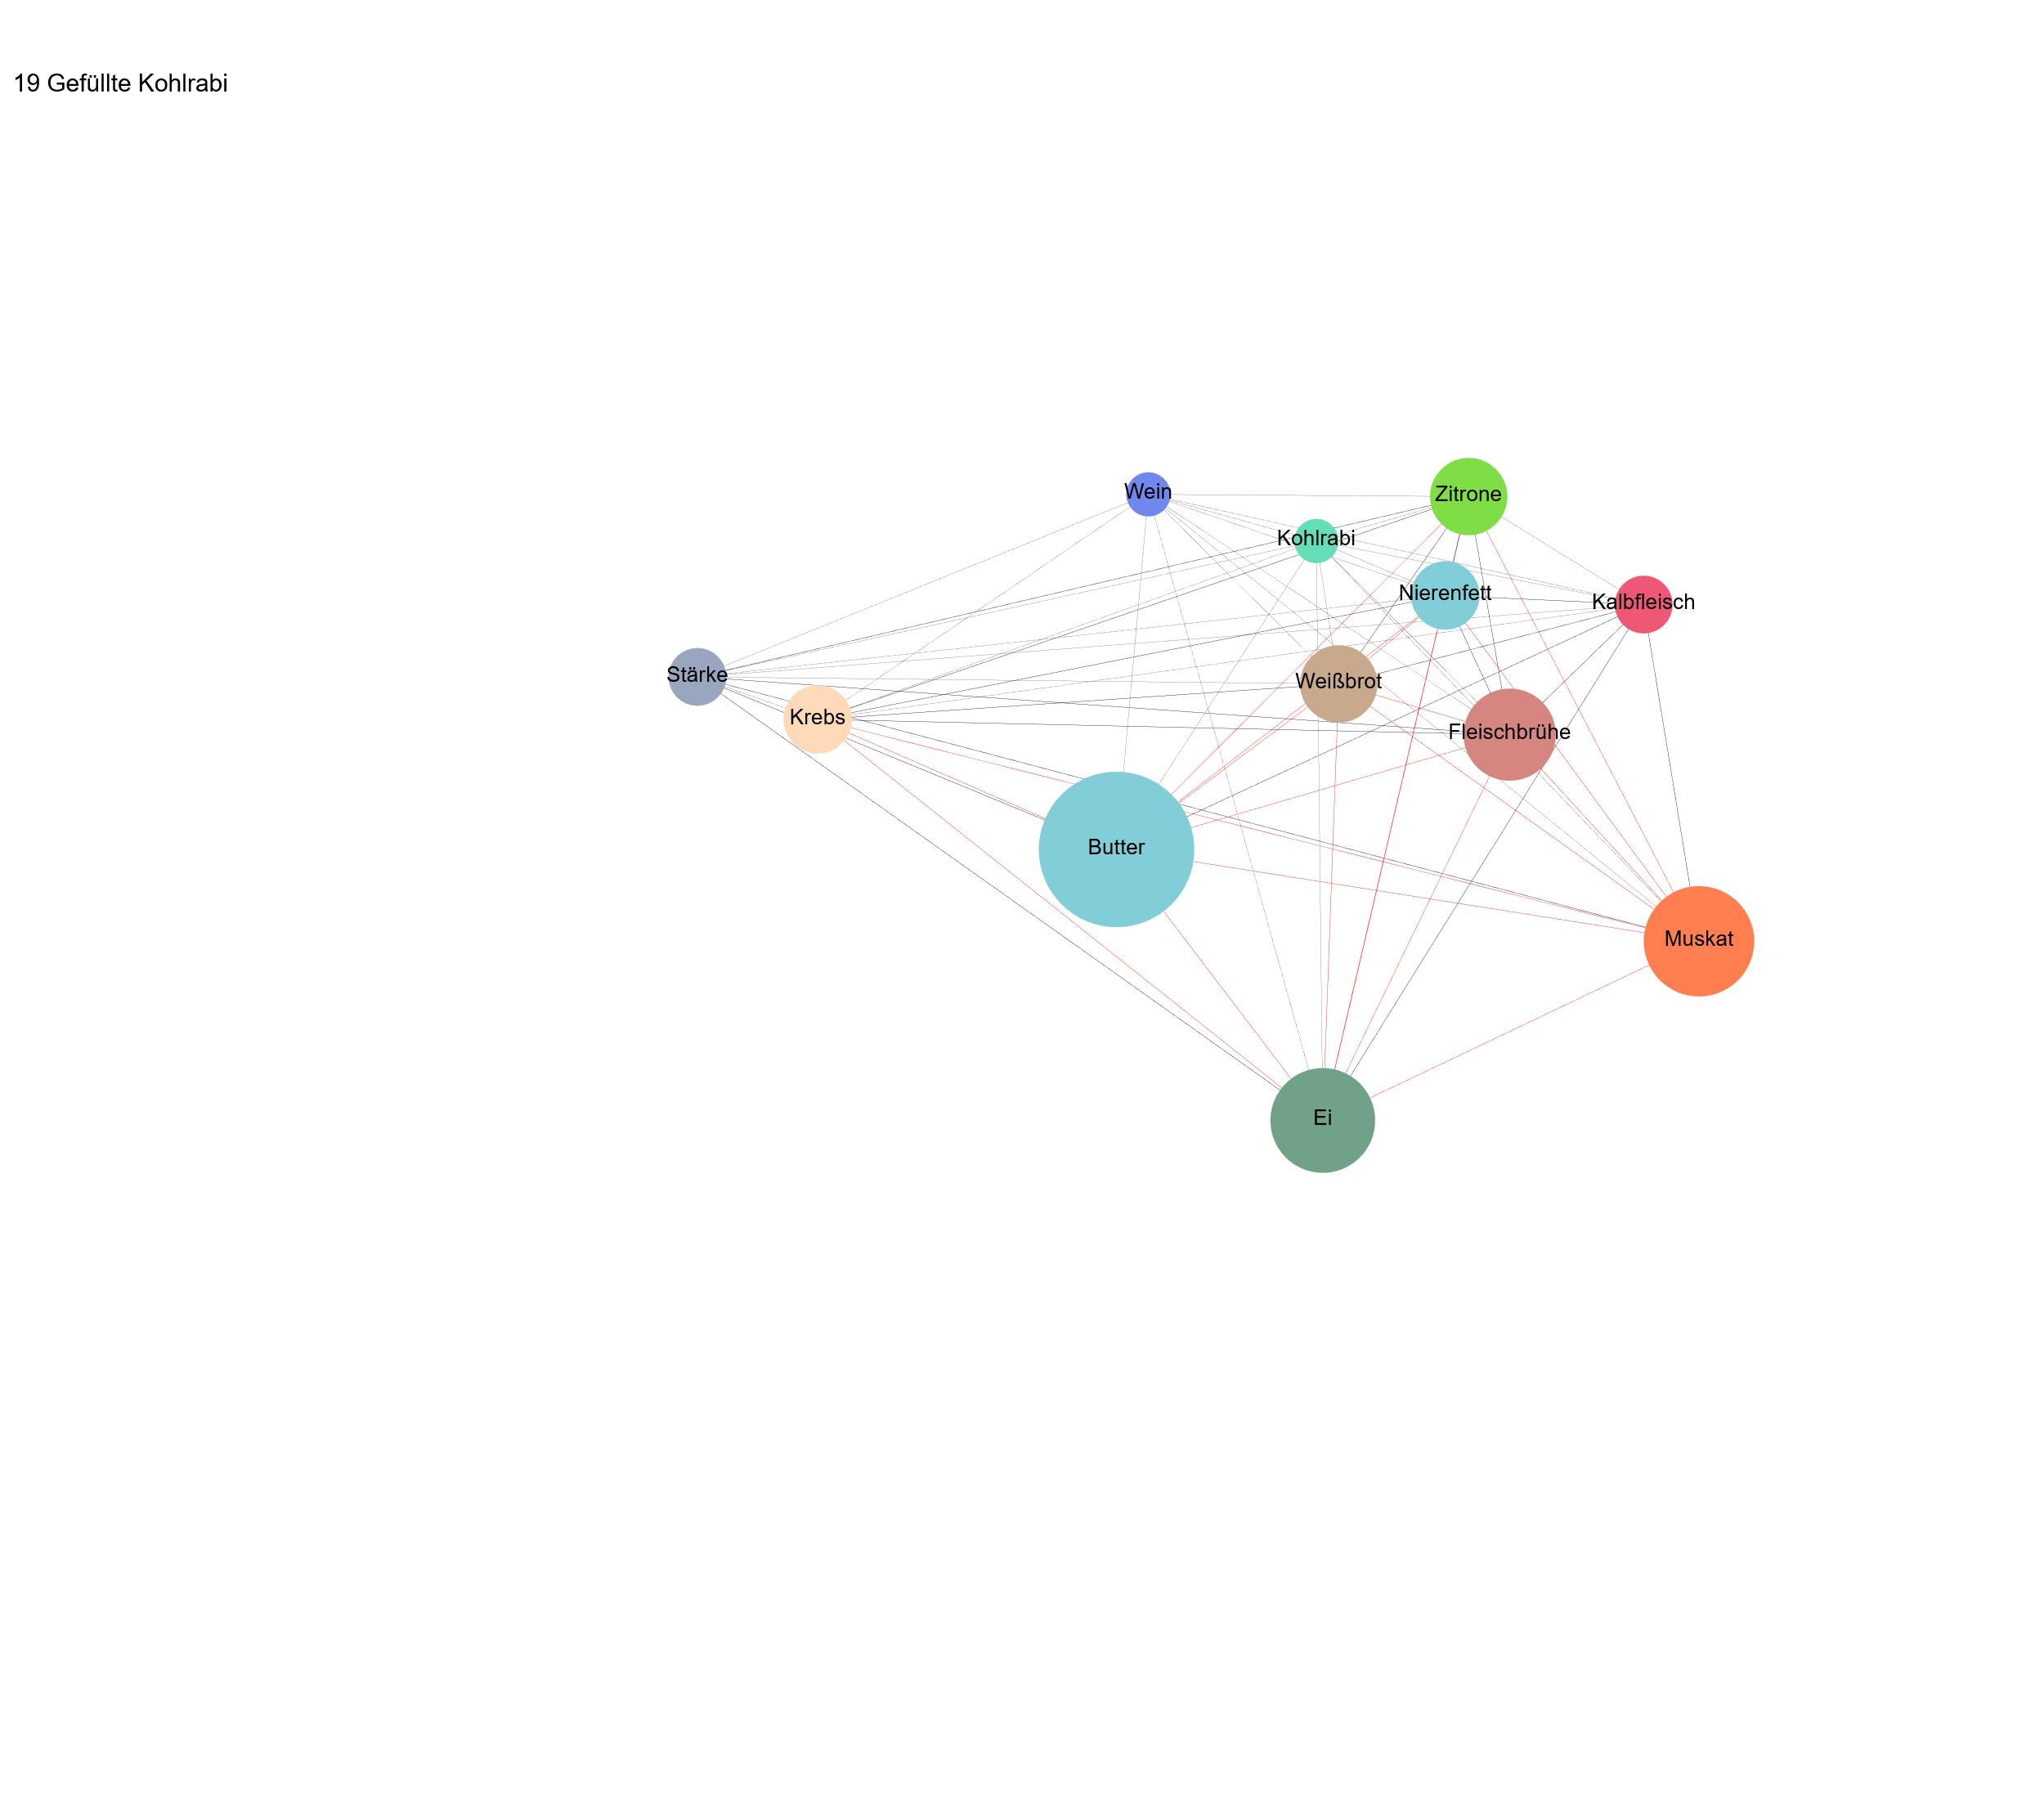 19 Gefüllte Kohlrabi
Wein
Zitrone
Kohlrabi
Nierenfett
Kalbfleisch
Stärke
Weißbrot
Krebs
Fleischbrühe
Butter
Muskat
Ei